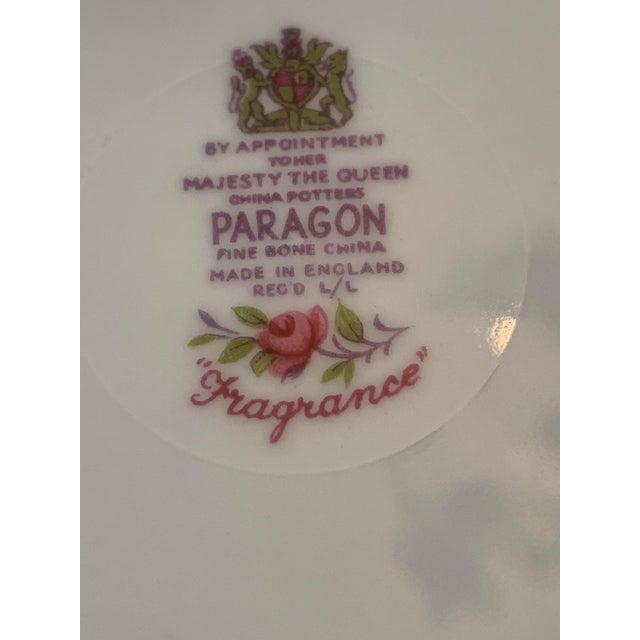 BY APPOINTMENT
TO HER
MAJESTY THE QUEEN
CHINA POTTERS
PARAGON
FINE BONE CHINA
MADE IN ENGLAND
REG'D L/L
"Fragrance"